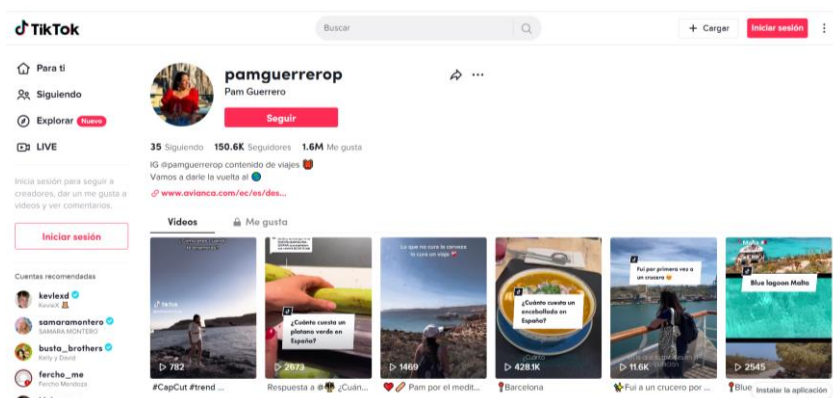 TikTok
Buscar
+ Cargar
Iniciar sesión
Para ti
Siguiendo
Explorar Nuevo
LIVE
Inicia sesión para seguir a
creadores, dar un me gusta a
videos y ver comentarios.
Iniciar sesión
Cuentas recomendadas
kevlexd
samaramontero
SAMARA MONTERO
busta_brothers
Kelly y David
fercho_me
Fercho Mendoza
pamguerrerop
Pam Guerrero
Seguir
35 Siguiendo 150.6K Seguidores 1.6M Me gusta
IG @pamguerrerop contenido de viajes
Vamos a darle la vuelta al
www.avianca.com/ec/es/des...
Videos
Me gusta
TikTok
782
#CapCut #trend ...
¿Cuánto cuesta un
platano verde en
España?
2673
Respuesta a @ ¿Cuán...
Lo que no cura la cerveza
lo cura un viaje
1469
Pam por el medit...
¿Cuánto cuesta un
encebollado en
España?
¿Cuánto
428.1K
Barcelona
Fui por primera vez a
un crucero
11.6K
Fui a un crucero por ...
Malta
Blue lagoon Malta
2545
Blue
Instalar la aplicación